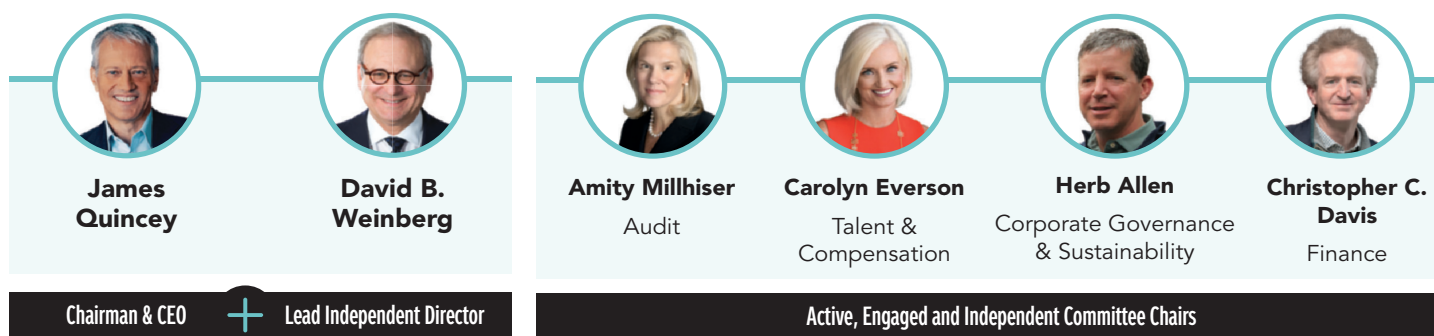 James
Quincey
David B.
Weinberg
Chairman & CEO + Lead Independent Director
Amity Millhiser
Audit
Carolyn Everson
Talent &
Compensation
Herb Allen
Corporate Governance
& Sustainability
Christopher C.
Davis
Finance
Active, Engaged and Independent Committee Chairs